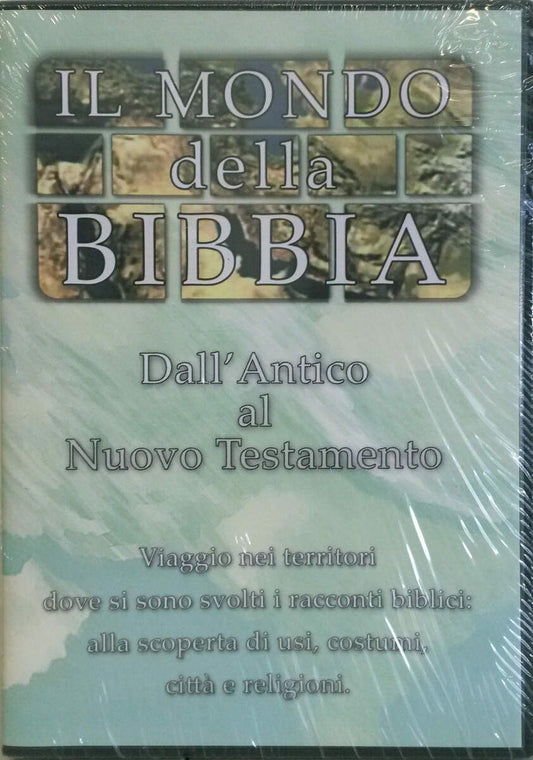 IL MONDO
della
BIBBIA
Dall'Antico
al
Nuovo Testamento
Viaggio nei territori
dove si sono svolti i racconti biblici:
alla scoperta di usi, costumi,
città e religioni.